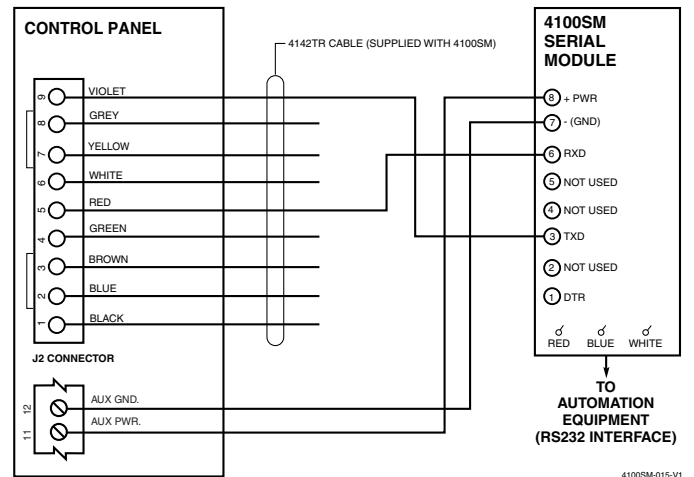 CONTROL PANEL
4142TR CABLE (SUPPLIED WITH 4100SM)
4100SM
SERIAL
MODULE
9 VIOLET
8 GREY
7 YELLOW
6 WHITE
5 RED
4 GREEN
3 BROWN
2 BLUE
1 BLACK
J2 CONNECTOR
12 AUX GND.
11 AUX PWR.
8 + PWR
7 - (GND)
6 RXD
5 NOT USED
4 NOT USED
3 TXD
2 NOT USED
1 DTR
RED BLUE WHITE
TO
AUTOMATION
EQUIPMENT
(RS232 INTERFACE)
4100SM-015-V1